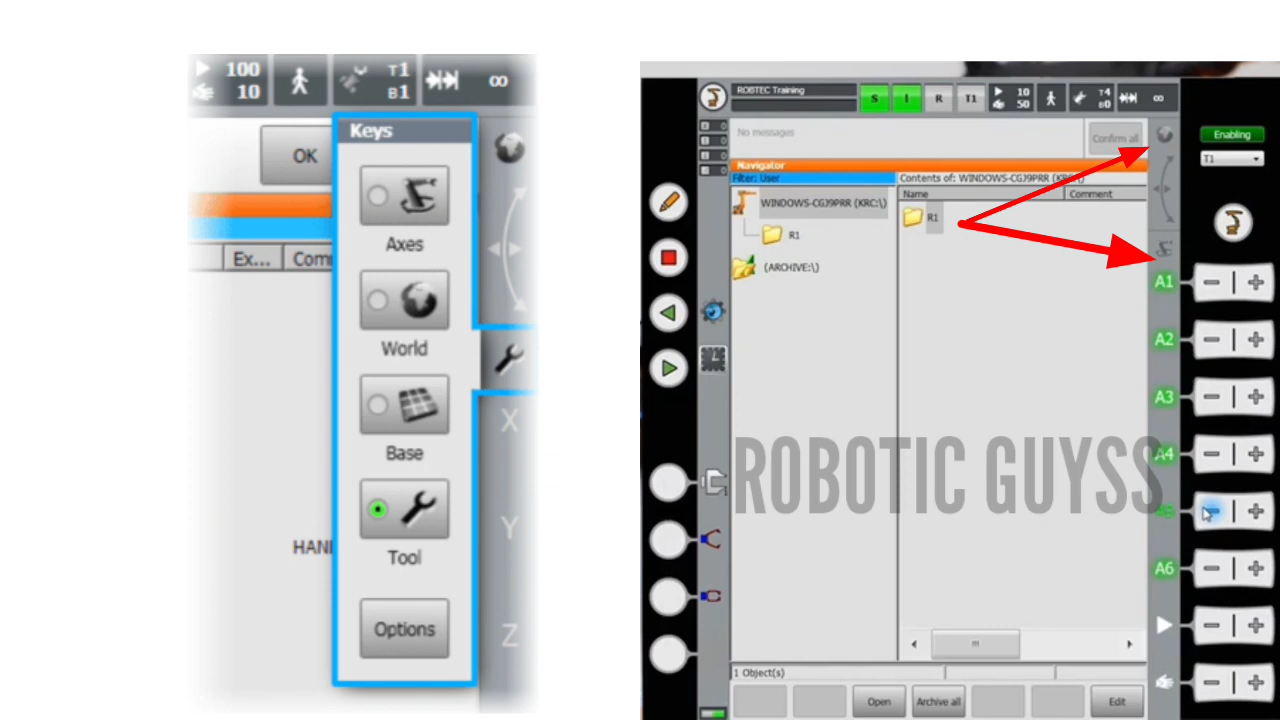 100
10
T1
B1
∞
Keys
OK
Axes
World
Ex...
Base
X
Tool
Y
Options
Z
ROBTEC Training
S
I
R
T1
10
50
T4
B0
∞
No messages
Confirm all
Navigator
Filter: User
Contents of: WINDOWS-CGJ9PRR (KRC:\)
Name
Comment
WINDOWS-CGJ9PRR (KRC:\)
R1
R1
(ARCHIVE:\)
Enabling
T1
A1
A2
A3
A4
A6
ROBOTIC GUYSS
1 Object(s)
Open
Archive all
Edit